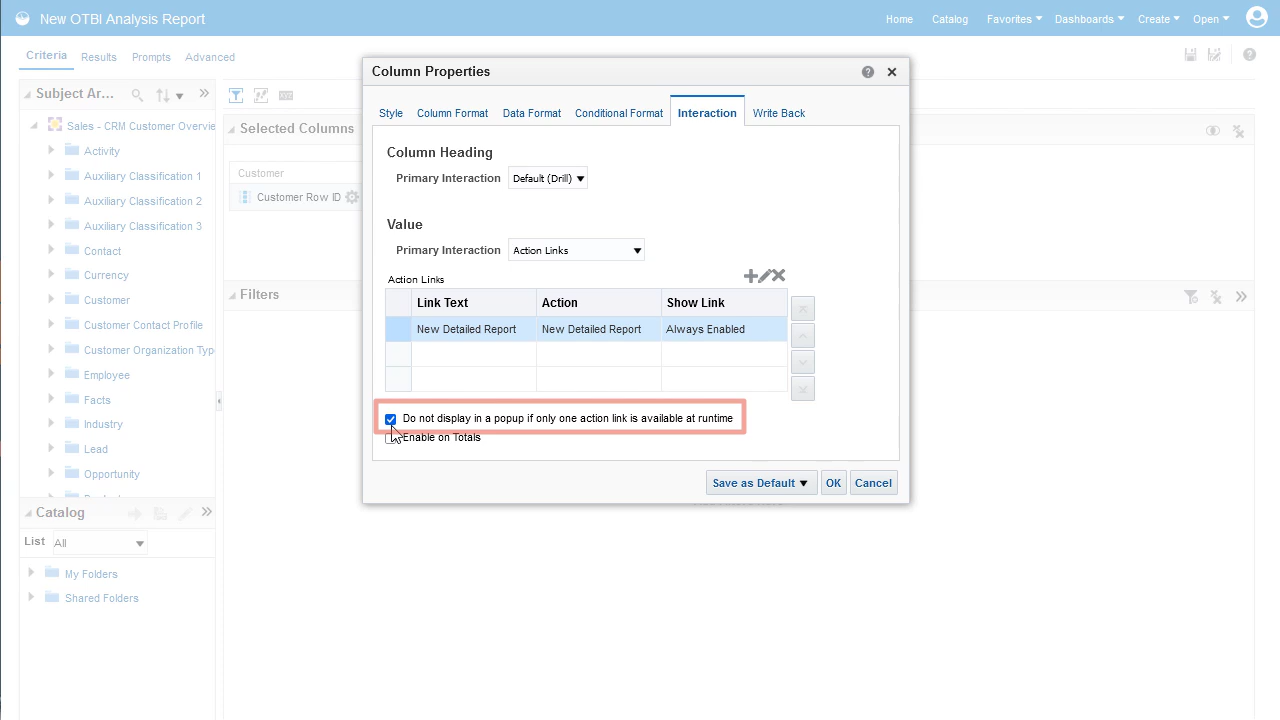 New OTBI Analysis Report
Home Catalog Favorites Dashboards Create Open
Criteria Results Prompts Advanced
Subject Ar...
Sales - CRM Customer Overvie
Activity
Auxiliary Classification 1
Auxiliary Classification 2
Auxiliary Classification 3
Contact
Currency
Customer
Customer Contact Profile
Customer Organization Typ
Employee
Facts
Industry
Lead
Opportunity
Catalog
List All
My Folders
Shared Folders
Selected Columns
Customer
Customer Row ID
Filters
Column Properties
Style Column Format Data Format Conditional Format Interaction Write Back
Column Heading
Primary Interaction Default (Drill)
Value
Primary Interaction Action Links
Action Links
Link Text Action Show Link
New Detailed Report New Detailed Report Always Enabled
Do not display in a popup if only one action link is available at runtime
Enable on Totals
Save as Default OK Cancel